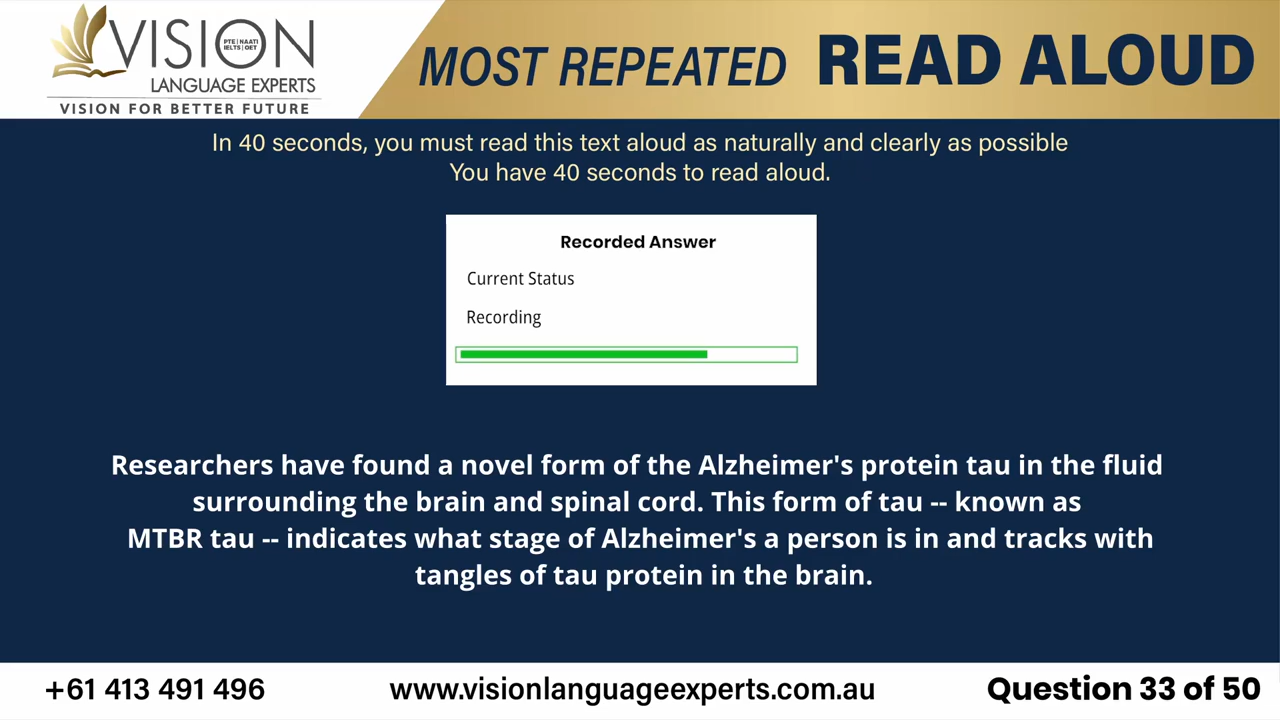 VISION
PTE | NAATI
IELTS | OET
LANGUAGE EXPERTS
VISION FOR BETTER FUTURE
MOST REPEATED READ ALOUD
In 40 seconds, you must read this text aloud as naturally and clearly as possible
You have 40 seconds to read aloud.
Recorded Answer
Current Status
Recording
Researchers have found a novel form of the Alzheimer's protein tau in the fluid
surrounding the brain and spinal cord. This form of tau -- known as
MTBR tau -- indicates what stage of Alzheimer's a person is in and tracks with
tangles of tau protein in the brain.
+61 413 491 496
www.visionlanguageexperts.com.au
Question 33 of 50